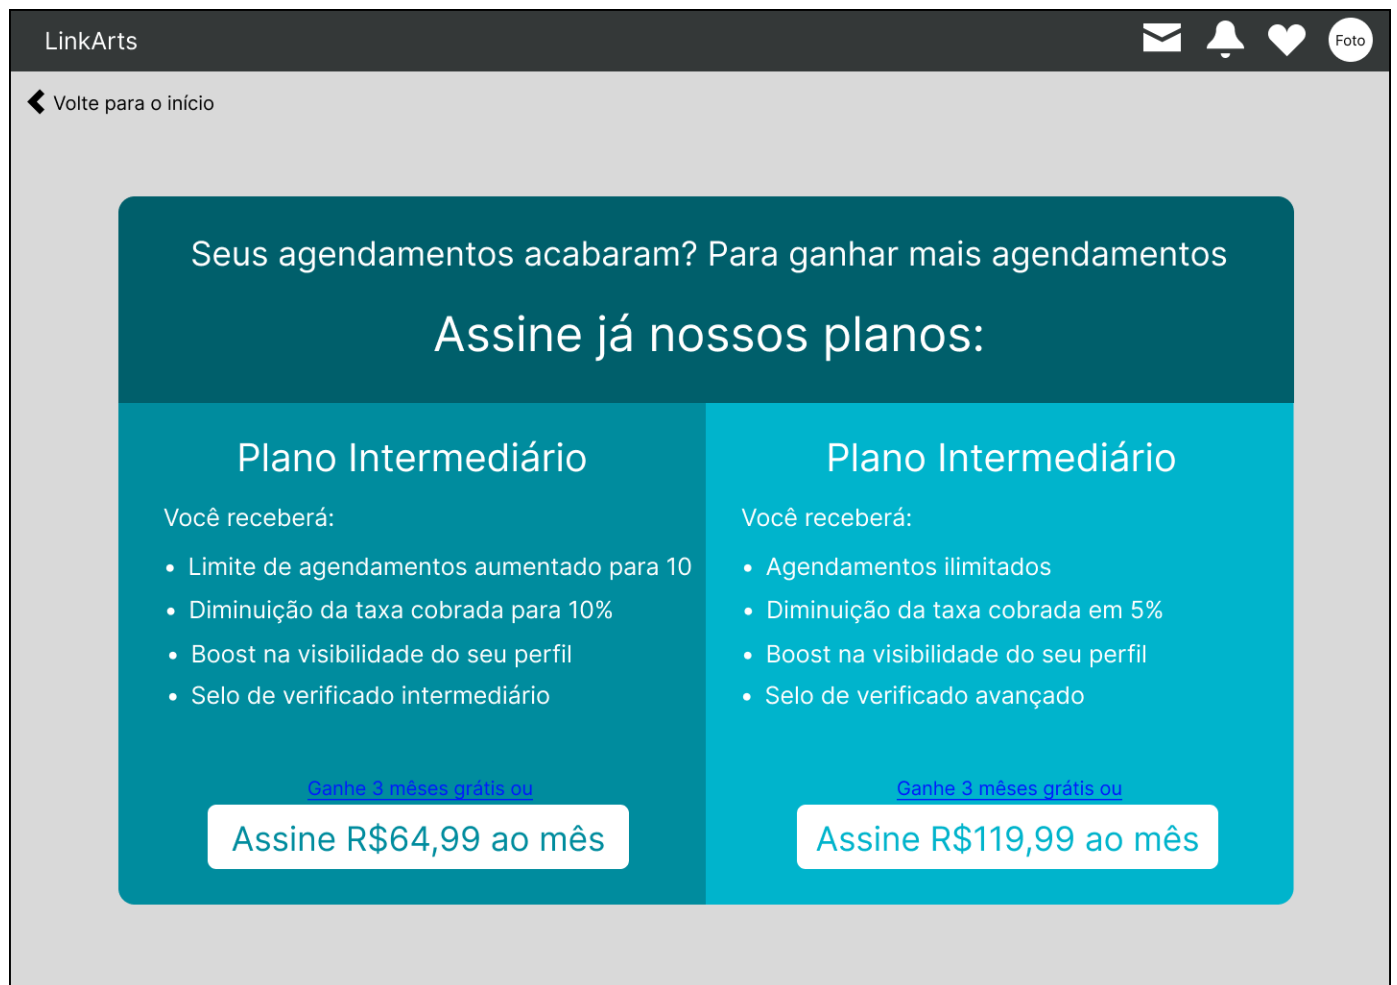 LinkArts
Foto
Volte para o início
Seus agendamentos acabaram? Para ganhar mais agendamentos
Assine já nossos planos:
Plano Intermediário
Você receberá:
• Limite de agendamentos aumentado para 10
• Diminuição da taxa cobrada para 10%
• Boost na visibilidade do seu perfil
• Selo de verificado intermediário
Ganhe 3 mêses grátis ou
Assine R$64,99 ao mês
Plano Intermediário
Você receberá:
• Agendamentos ilimitados
• Diminuição da taxa cobrada em 5%
• Boost na visibilidade do seu perfil
• Selo de verificado avançado
Ganhe 3 mêses grátis ou
Assine R$119,99 ao mês